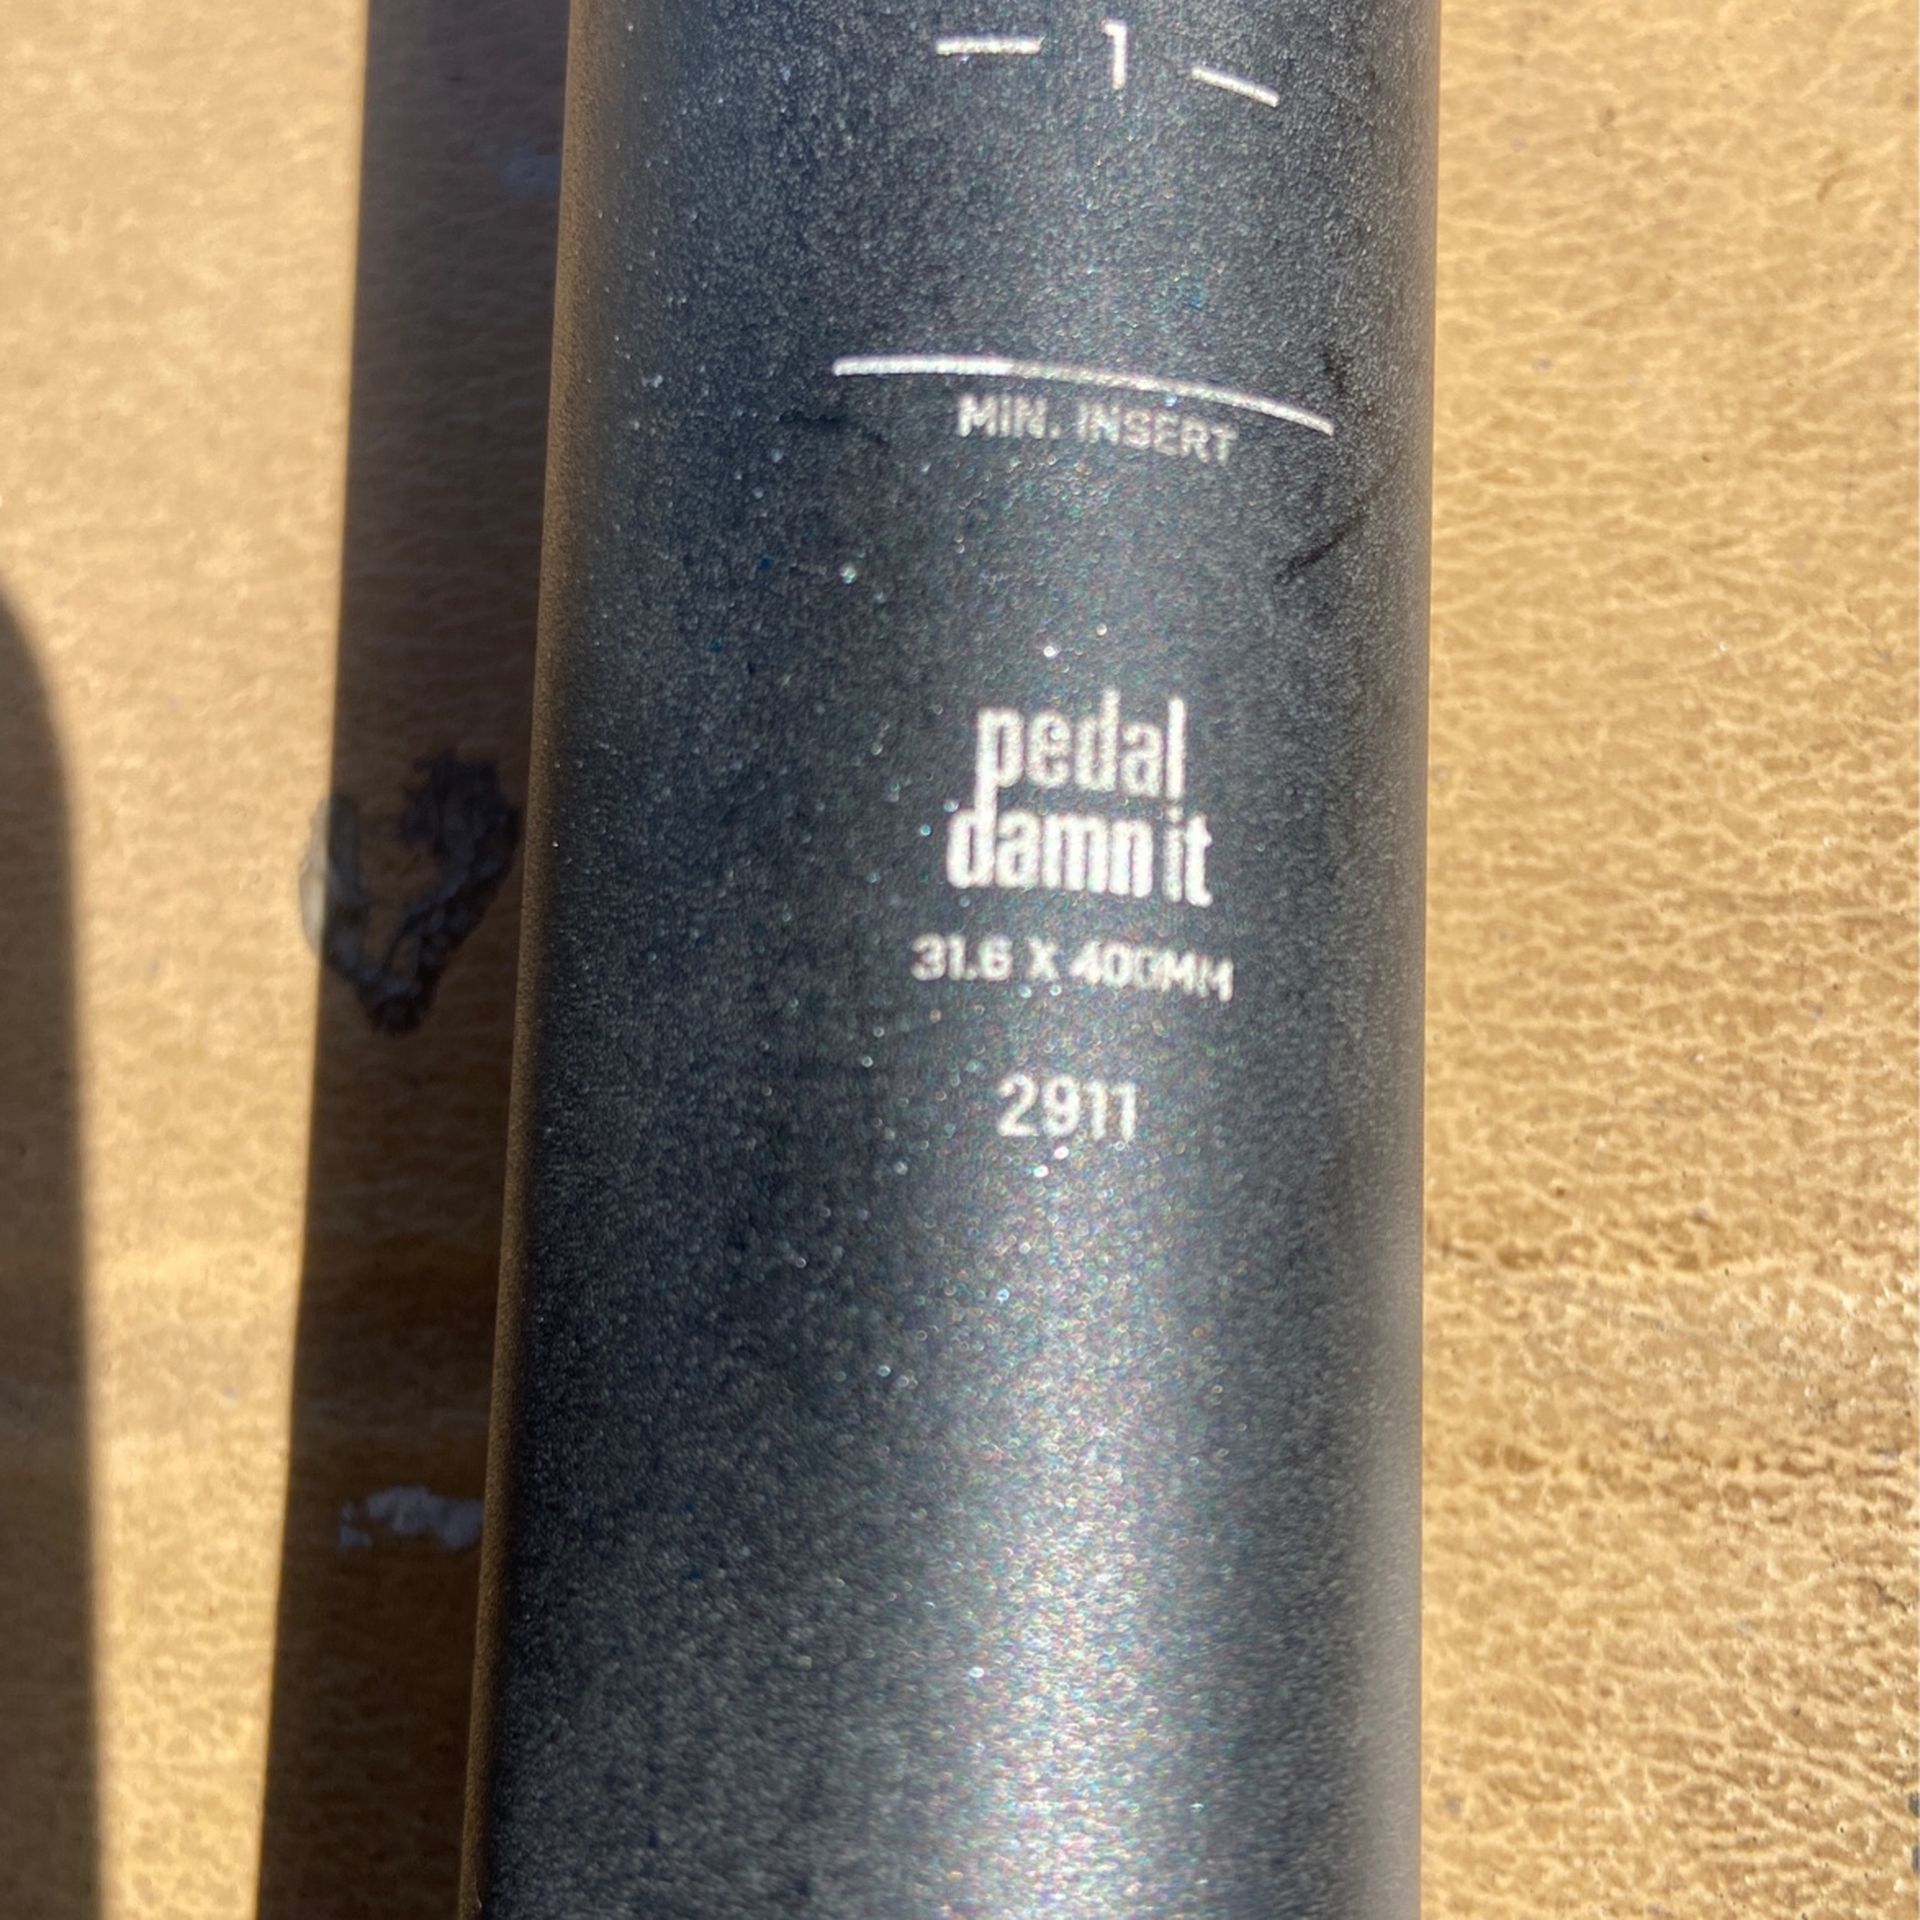 — 1 —
MIN. INSERT
pedal
damn it
31.6 X 400MM
2911